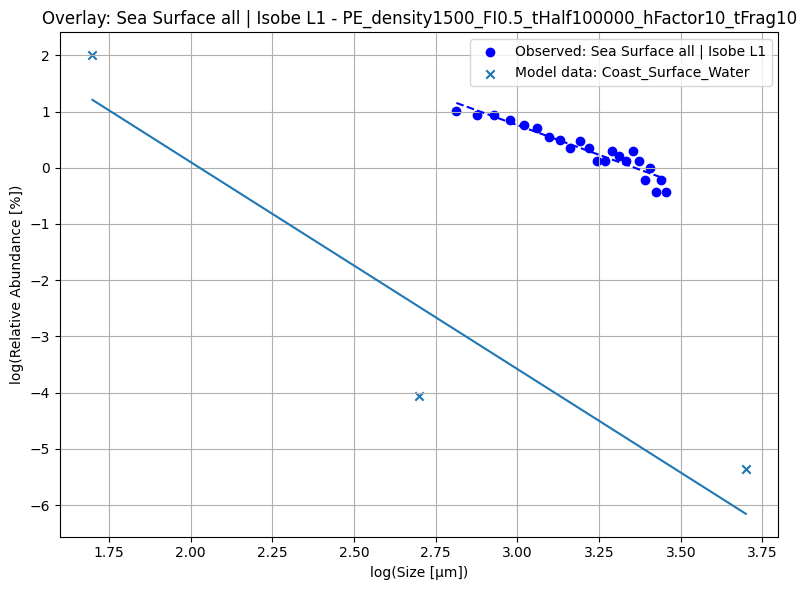 Overlay: Sea Surface all | Isobe L1 - PE_density1500_FI0.5_tHalf100000_hFactor10_tFrag10
Observed: Sea Surface all | Isobe L1
Model data: Coast_Surface_Water
log(Relative Abundance [%])
2
1
0
−1
−2
−3
−4
−5
−6
1.75 2.00 2.25 2.50 2.75 3.00 3.25 3.50 3.75
log(Size [μm])